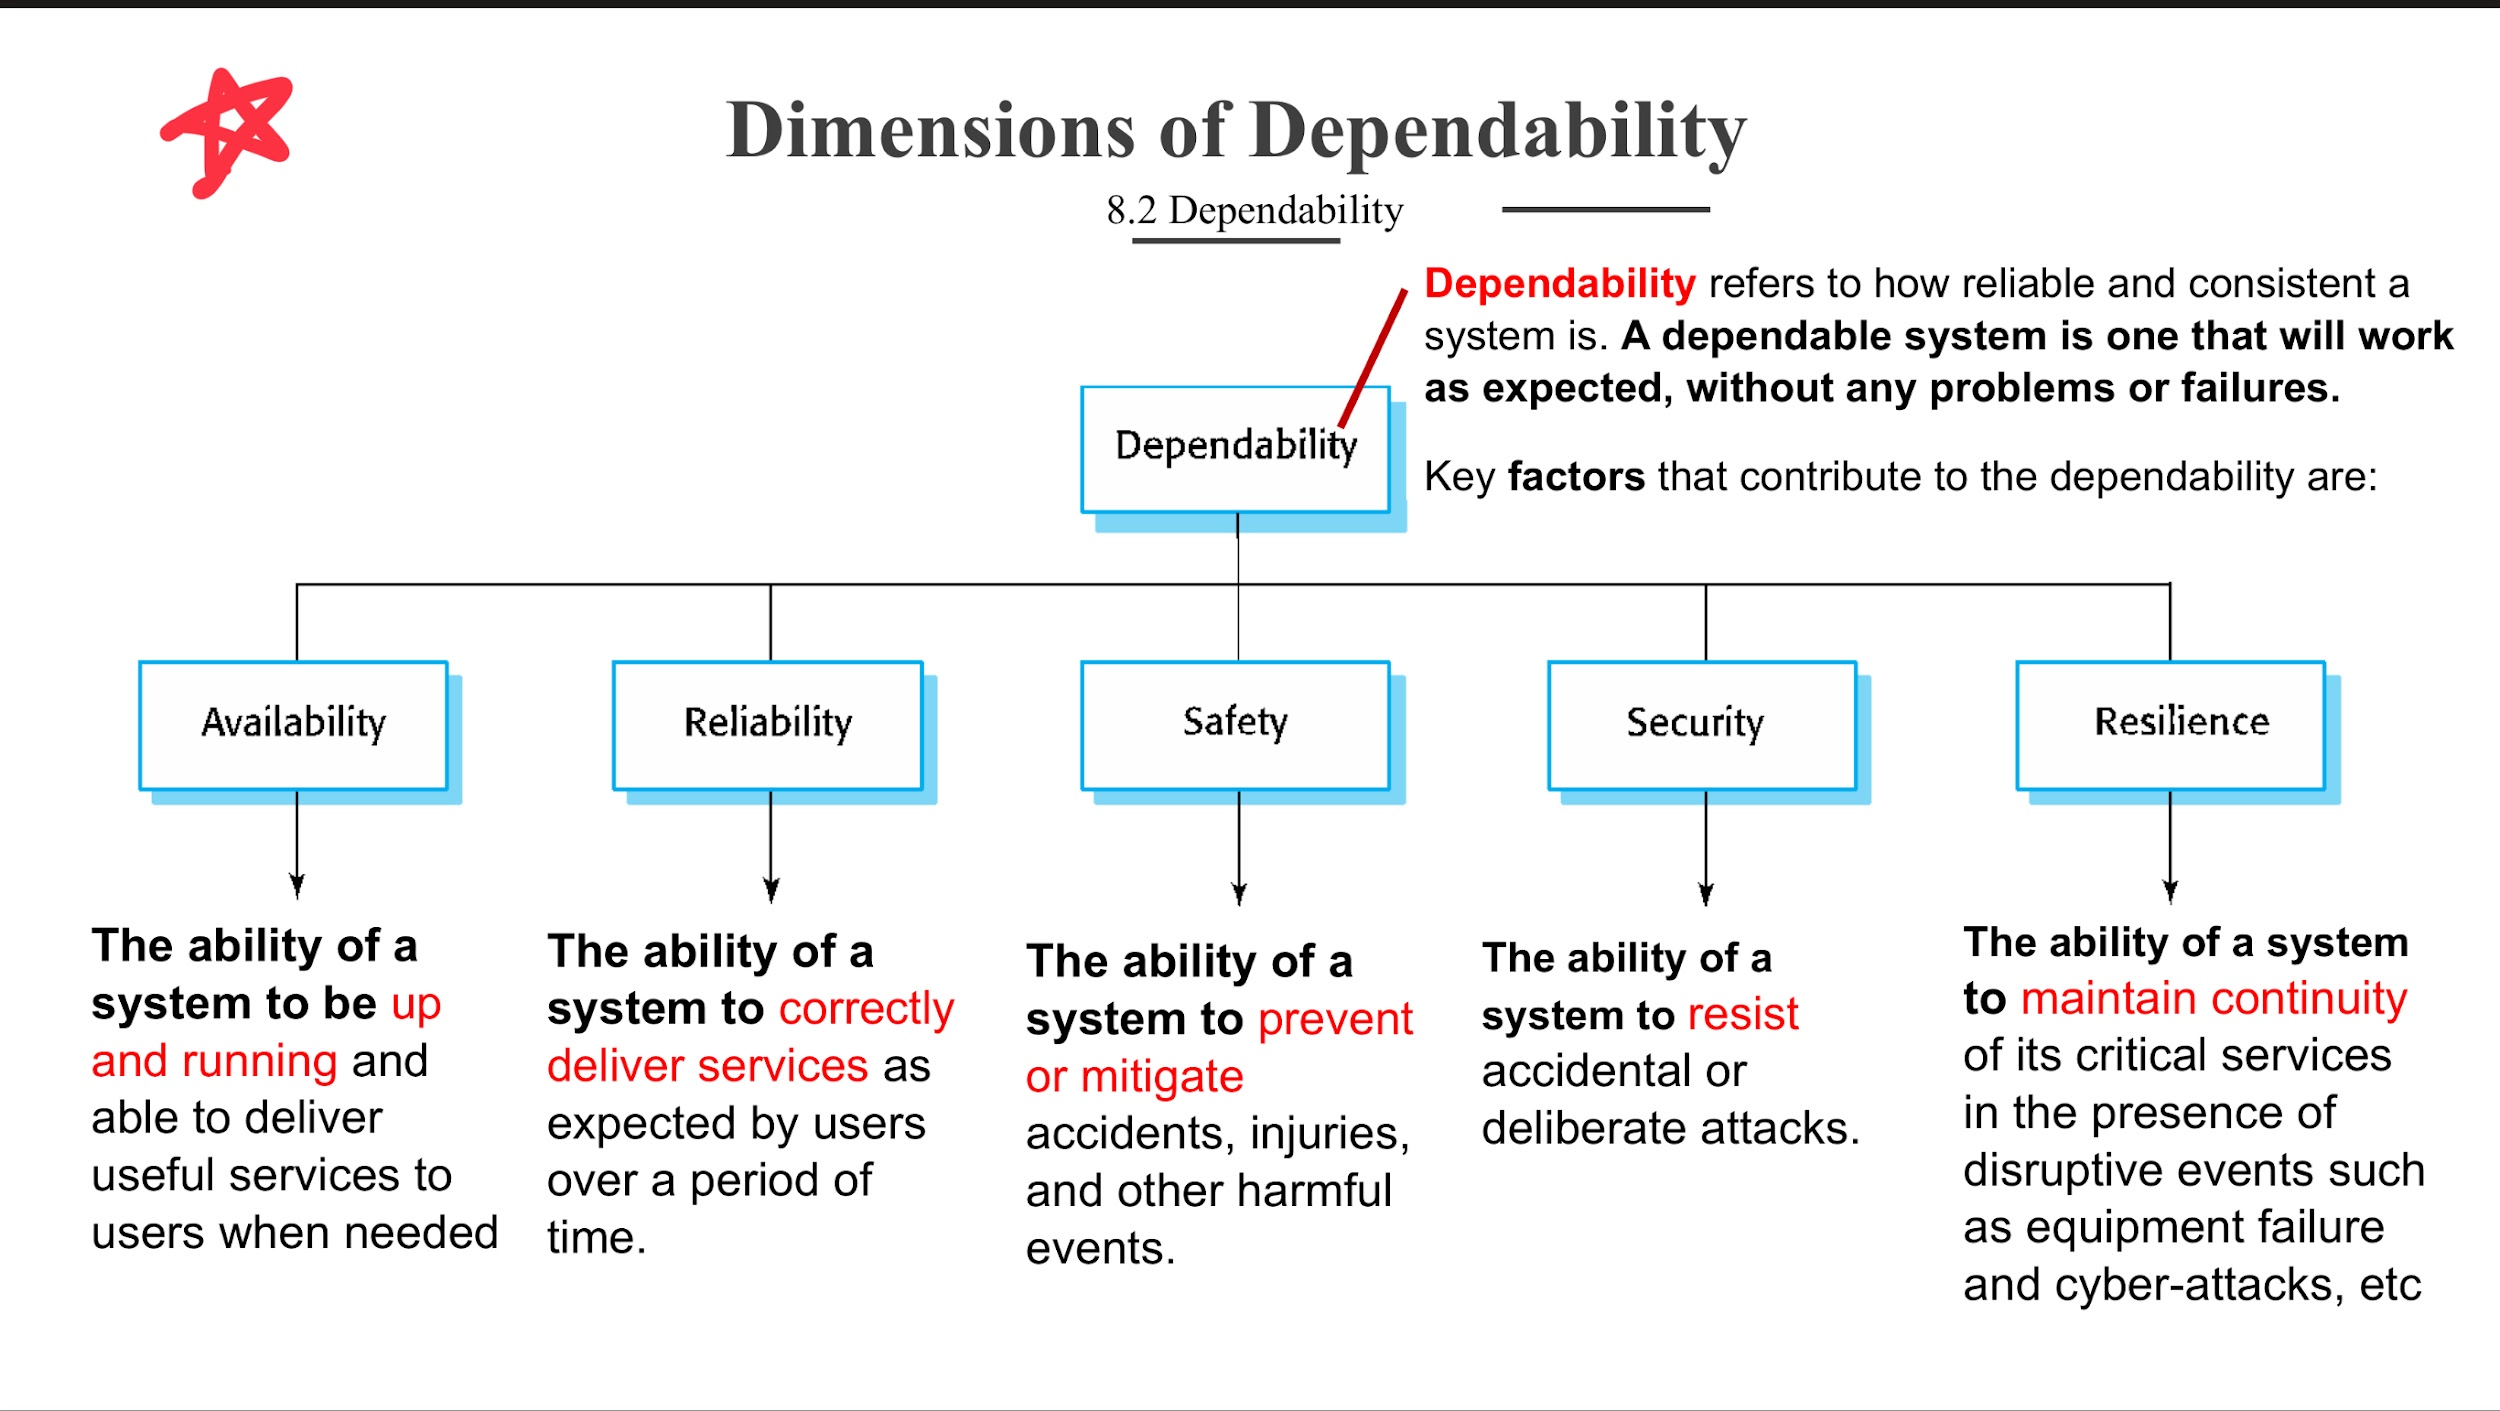 Dimensions of Dependability
8.2 Dependability
Dependability refers to how reliable and consistent a
system is. A dependable system is one that will work
as expected, without any problems or failures.
Key factors that contribute to the dependability are:
Dependability
Availability
Reliability
Safety
Security
Resilience
The ability of a
system to be up
and running and
able to deliver
useful services to
users when needed
The ability of a
system to correctly
deliver services as
expected by users
over a period of
time.
The ability of a
system to prevent
or mitigate
accidents, injuries,
and other harmful
events.
The ability of a
system to resist
accidental or
deliberate attacks.
The ability of a system
to maintain continuity
of its critical services
in the presence of
disruptive events such
as equipment failure
and cyber-attacks, etc